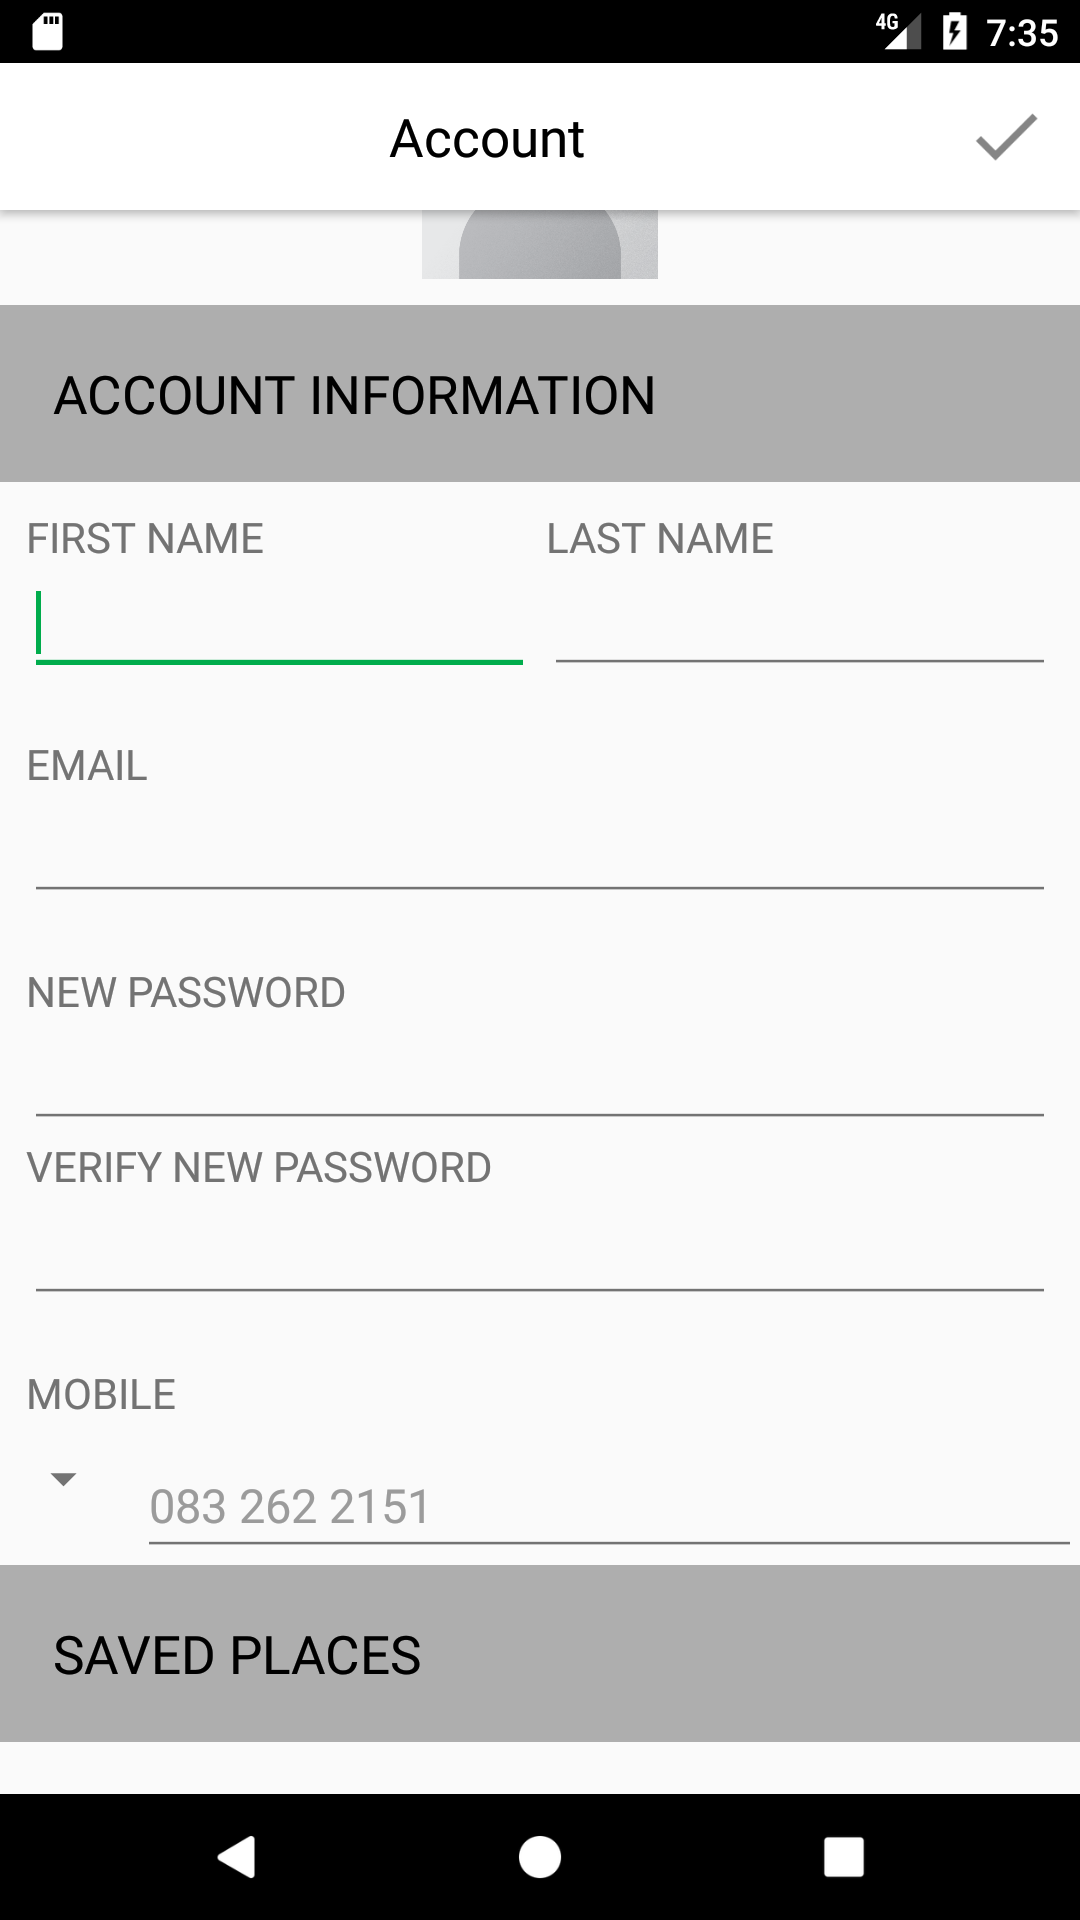 4G 7:35
Account
ACCOUNT INFORMATION
FIRST NAME LAST NAME
EMAIL
NEW PASSWORD
VERIFY NEW PASSWORD
MOBILE
083 262 2151
SAVED PLACES